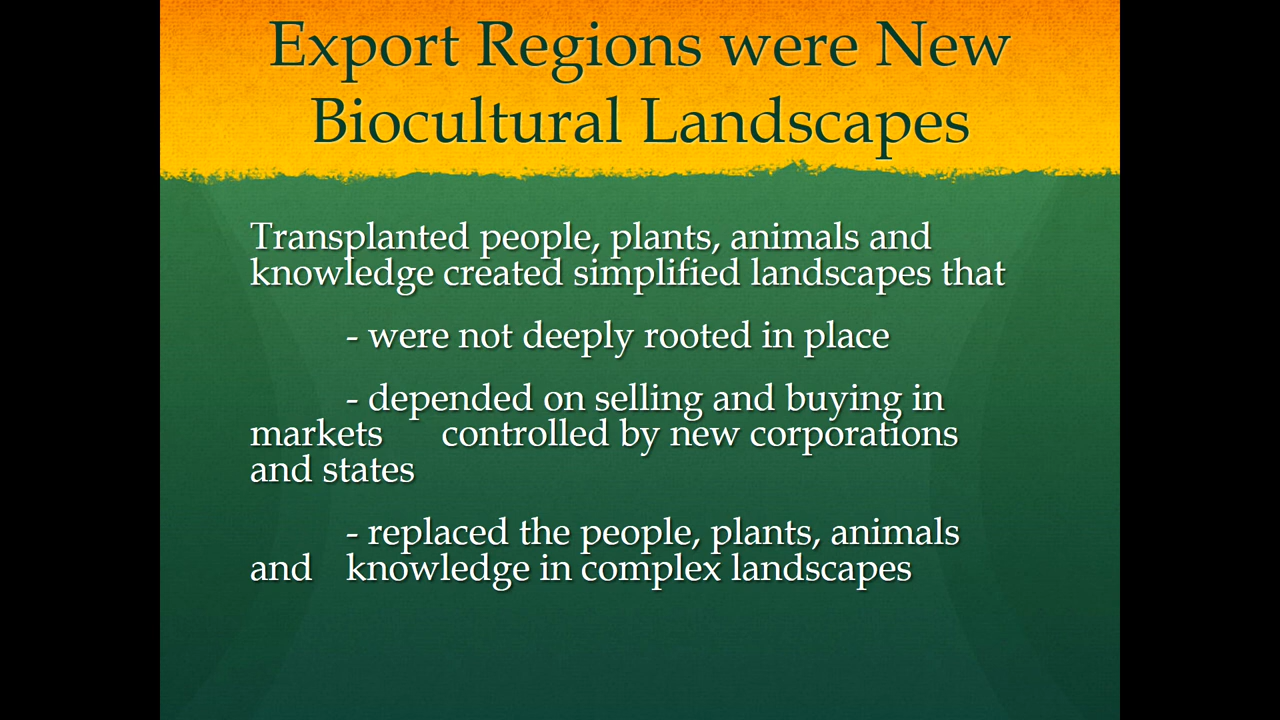 Export Regions were New
Biocultural Landscapes
Transplanted people, plants, animals and
knowledge created simplified landscapes that
- were not deeply rooted in place
- depended on selling and buying in
markets controlled by new corporations
and states
- replaced the people, plants, animals
and knowledge in complex landscapes